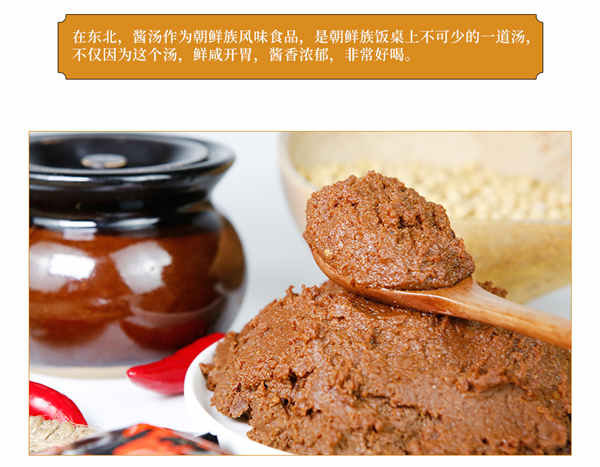 在东北，酱汤作为朝鲜族风味食品，是朝鲜族饭桌上不可少的一道汤，
不仅因为这个汤，鲜咸开胃，酱香浓郁，非常好喝。